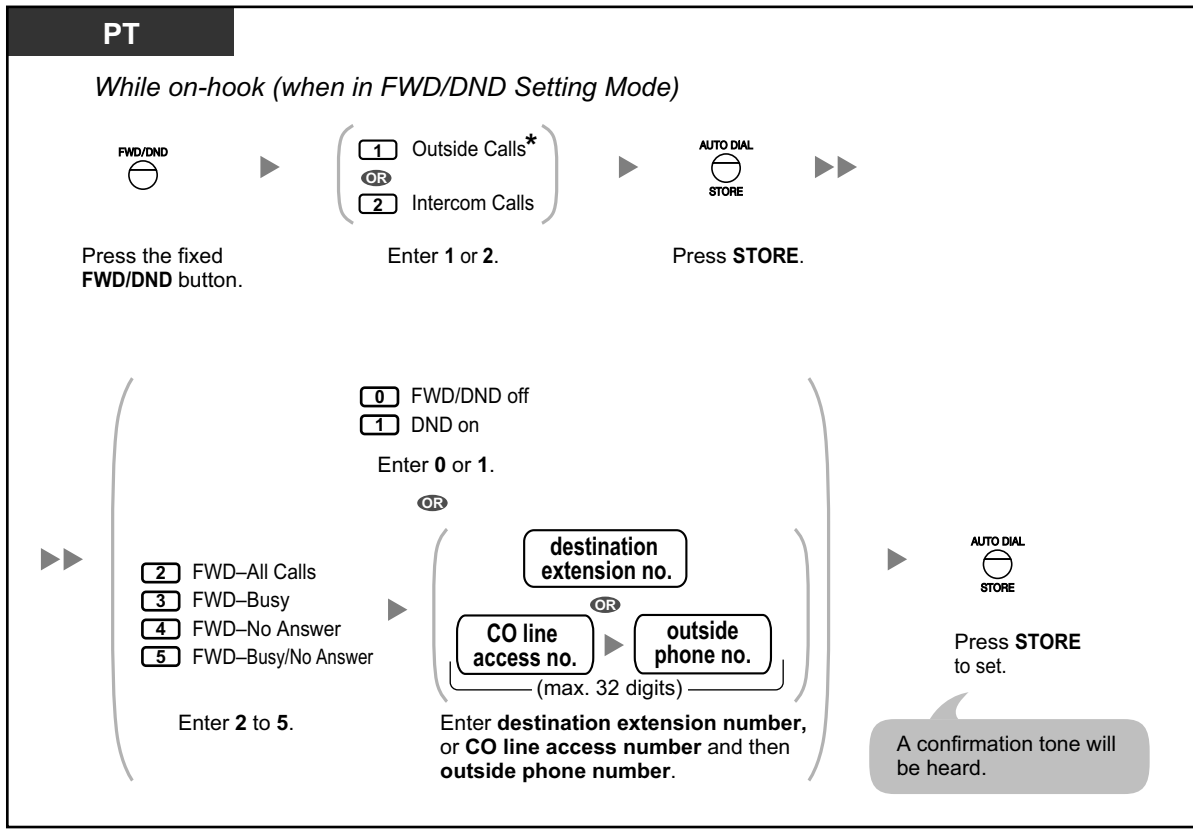 PT
While on-hook (when in FWD/DND Setting Mode)
FWD/DND
1 Outside Calls*
OR
2 Intercom Calls
AUTO DIAL
STORE
Press the fixed
FWD/DND button.
Enter 1 or 2.
Press STORE.
0 FWD/DND off
1 DND on
Enter 0 or 1.
OR
2 FWD–All Calls
3 FWD–Busy
4 FWD–No Answer
5 FWD–Busy/No Answer
Enter 2 to 5.
destination
extension no.
OR
CO line
access no.
outside
phone no.
(max. 32 digits)
Enter destination extension number,
or CO line access number and then
outside phone number.
AUTO DIAL
STORE
Press STORE
to set.
A confirmation tone will
be heard.